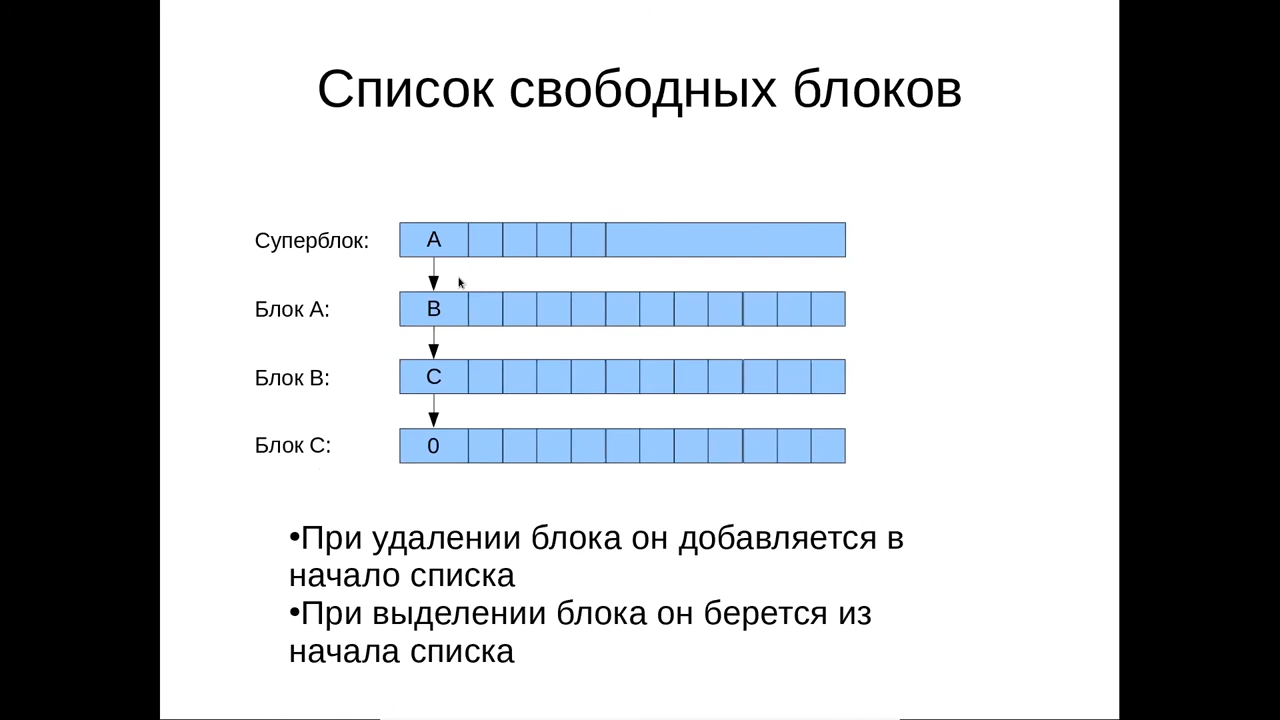 Список свободных блоков
Суперблок:
A
Блок A:
B
Блок B:
C
Блок C:
0
•При удалении блока он добавляется в
начало списка
•При выделении блока он берется из
начала списка